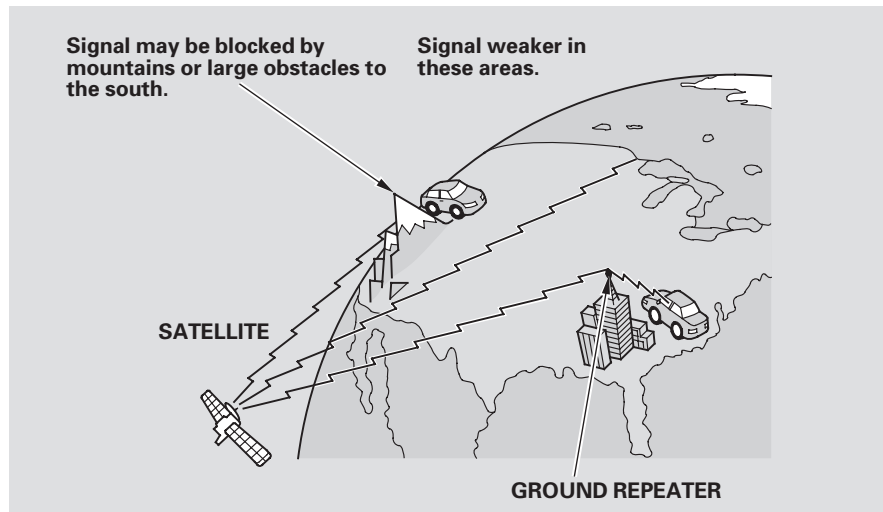 Signal may be blocked by
mountains or large obstacles to
the south.
Signal weaker in
these areas.
SATELLITE
GROUND REPEATER